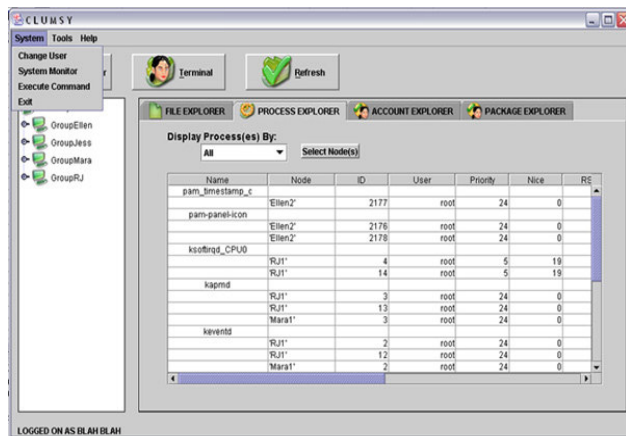 CLUMSY
System Tools Help
Change User
System Monitor
Execute Command
Exit
Terminal
Refresh
GroupEllen
GroupJess
GroupMara
GroupRJ
FILE EXPLORER PROCESS EXPLORER ACCOUNT EXPLORER PACKAGE EXPLORER
Display Process(es) By:
All Select Node(s)
Name Node ID User Priority Nice RS
pam_timestamp_c
'Ellen2' 2177 root 24 0
pam-panel-icon
'Ellen2' 2176 root 24 0
'Ellen2' 2178 root 24 0
ksoftirqd_CPU0
'RJ1' 4 root 5 19
'RJ1' 14 root 5 19
kapmd
'RJ1' 3 root 24 0
'RJ1' 13 root 24 0
'Mara1' 3 root 24 0
keventd
'RJ1' 2 root 24 0
'RJ1' 12 root 24 0
'Mara1' 2 root 24 0
LOGGED ON AS BLAH BLAH